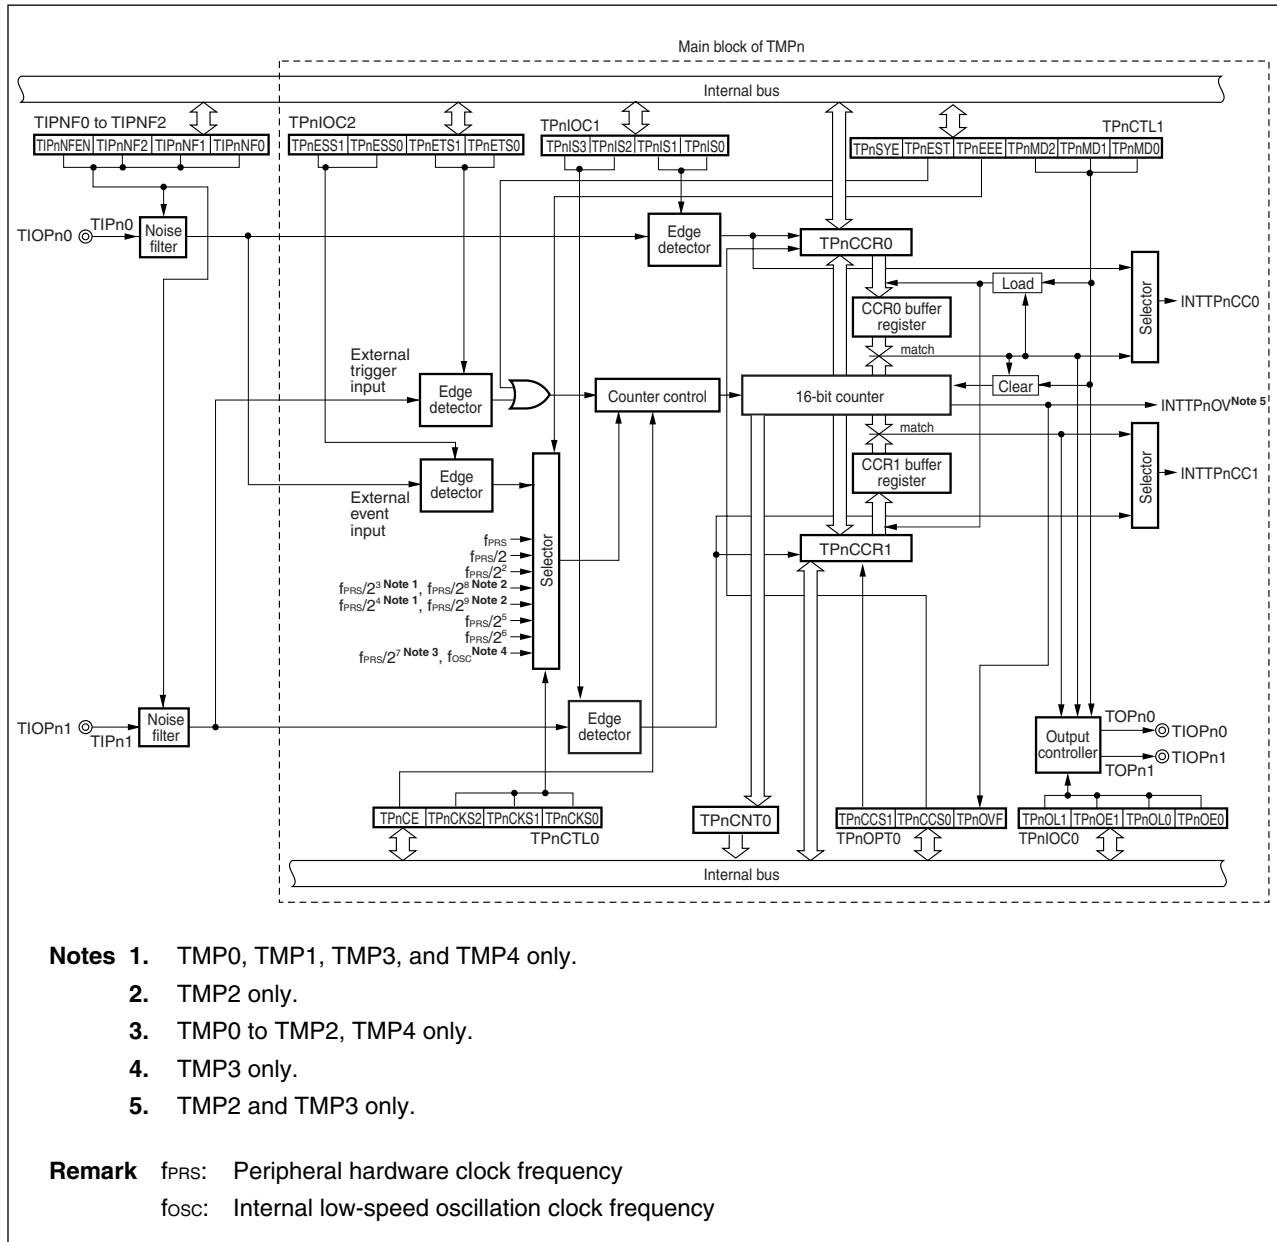 Main block of TMPn
Internal bus
TIPNF0 to TIPNF2
TIPnNFEN TIPnNF2 TIPnNF1 TIPnNF0
TPnIOC2
TPnESS1 TPnESS0 TPnETS1 TPnETS0
TPnIOC1
TPnIS3 TPnIS2 TPnIS1 TPnIS0
TPnCTL1
TPnSYE TPnEST TPnEEE TPnMD2 TPnMD1 TPnMD0
TIOPn0
TIPn0
Noise
filter
Edge
detector
TPnCCR0
Load
Selector
INTTPnCC0
CCR0 buffer
register
match
External
trigger
input
Edge
detector
Counter control
16-bit counter
Clear
INTTPnOV Note 5
match
CCR1 buffer
register
Selector
INTTPnCC1
Edge
detector
External
event
input
Selector
fPRS
fPRS/2
fPRS/2²
fPRS/2³ Note 1, fPRS/2⁸ Note 2
fPRS/2⁴ Note 1, fPRS/2⁹ Note 2
fPRS/2⁵
fPRS/2⁶
fPRS/2⁷ Note 3, fOSC Note 4
TPnCCR1
TIOPn1
TIPn1
Noise
filter
Edge
detector
Output
controller
TOPn0
TIOPn0
TIOPn1
TOPn1
TPnCE TPnCKS2 TPnCKS1 TPnCKS0
TPnCTL0
TPnCNT0
TPnCCS1 TPnCCS0 TPnOVF
TPnOPT0
TPnOL1 TPnOE1 TPnOL0 TPnOE0
TPnIOC0
Internal bus
Notes 1. TMP0, TMP1, TMP3, and TMP4 only.
2. TMP2 only.
3. TMP0 to TMP2, TMP4 only.
4. TMP3 only.
5. TMP2 and TMP3 only.
Remark fPRS: Peripheral hardware clock frequency
fOSC: Internal low-speed oscillation clock frequency